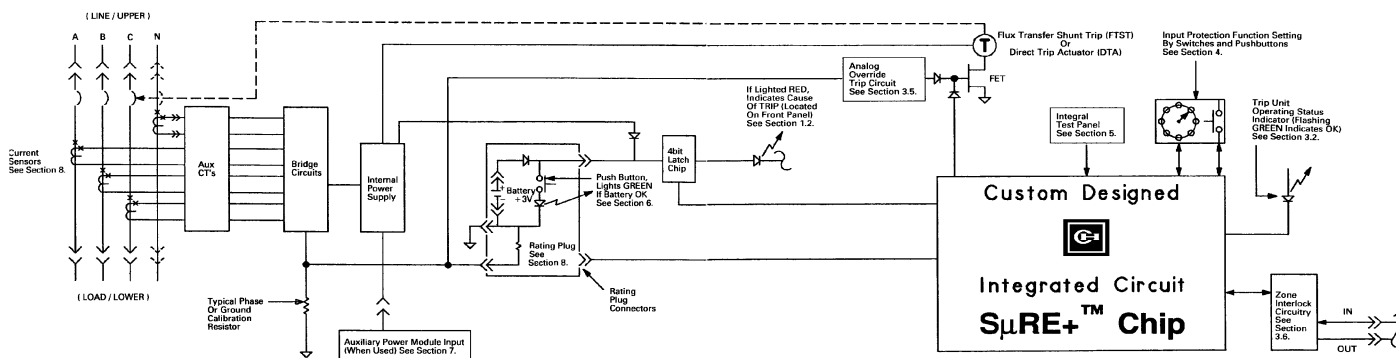 ( LINE / UPPER )
A B C N
Current
Sensors
See Section 8.
( LOAD / LOWER )
Aux
CT's
Bridge
Circuits
Internal
Power
Supply
Typical Phase
Or Ground
Calibration
Resistor
Auxiliary Power Module Input
(When Used) See Section 7.
Battery
+3V
+
-
Push Button,
Lights GREEN
If Battery OK
See Section 6.
Rating Plug
See
Section 8.
Rating
Plug
Connectors
4bit
Latch
Chip
If Lighted RED,
Indicates Cause
Of TRIP (Located
On Front Panel)
See Section 1.2.
Analog
Override
Trip Circuit
See Section 3.5.
T
FET
Flux Transfer Shunt Trip (FTST)
Or
Direct Trip Actuator (DTA)
Integral
Test Panel
See Section 5.
Input Protection Function Setting
By Switches and Pushbuttons
See Section 4.
Trip Unit
Operating Status
Indicator (Flashing
GREEN Indicates OK)
See Section 3.2.
Custom Designed
CH
Integrated Circuit
SµRE+™ Chip
Zone
Interlock
Circuitry
See
Section
3.6.
IN
OUT